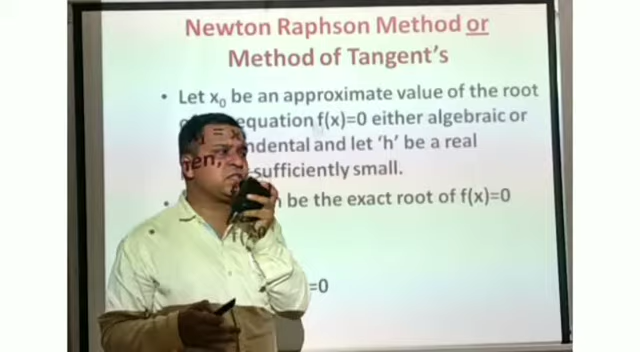 Newton Raphson Method or
Method of Tangent's
• Let x₀ be an approximate value of the root
equation f(x)=0 either algebraic or
ndental and let 'h' be a real
sufficiently small.
• be the exact root of f(x)=0
=0